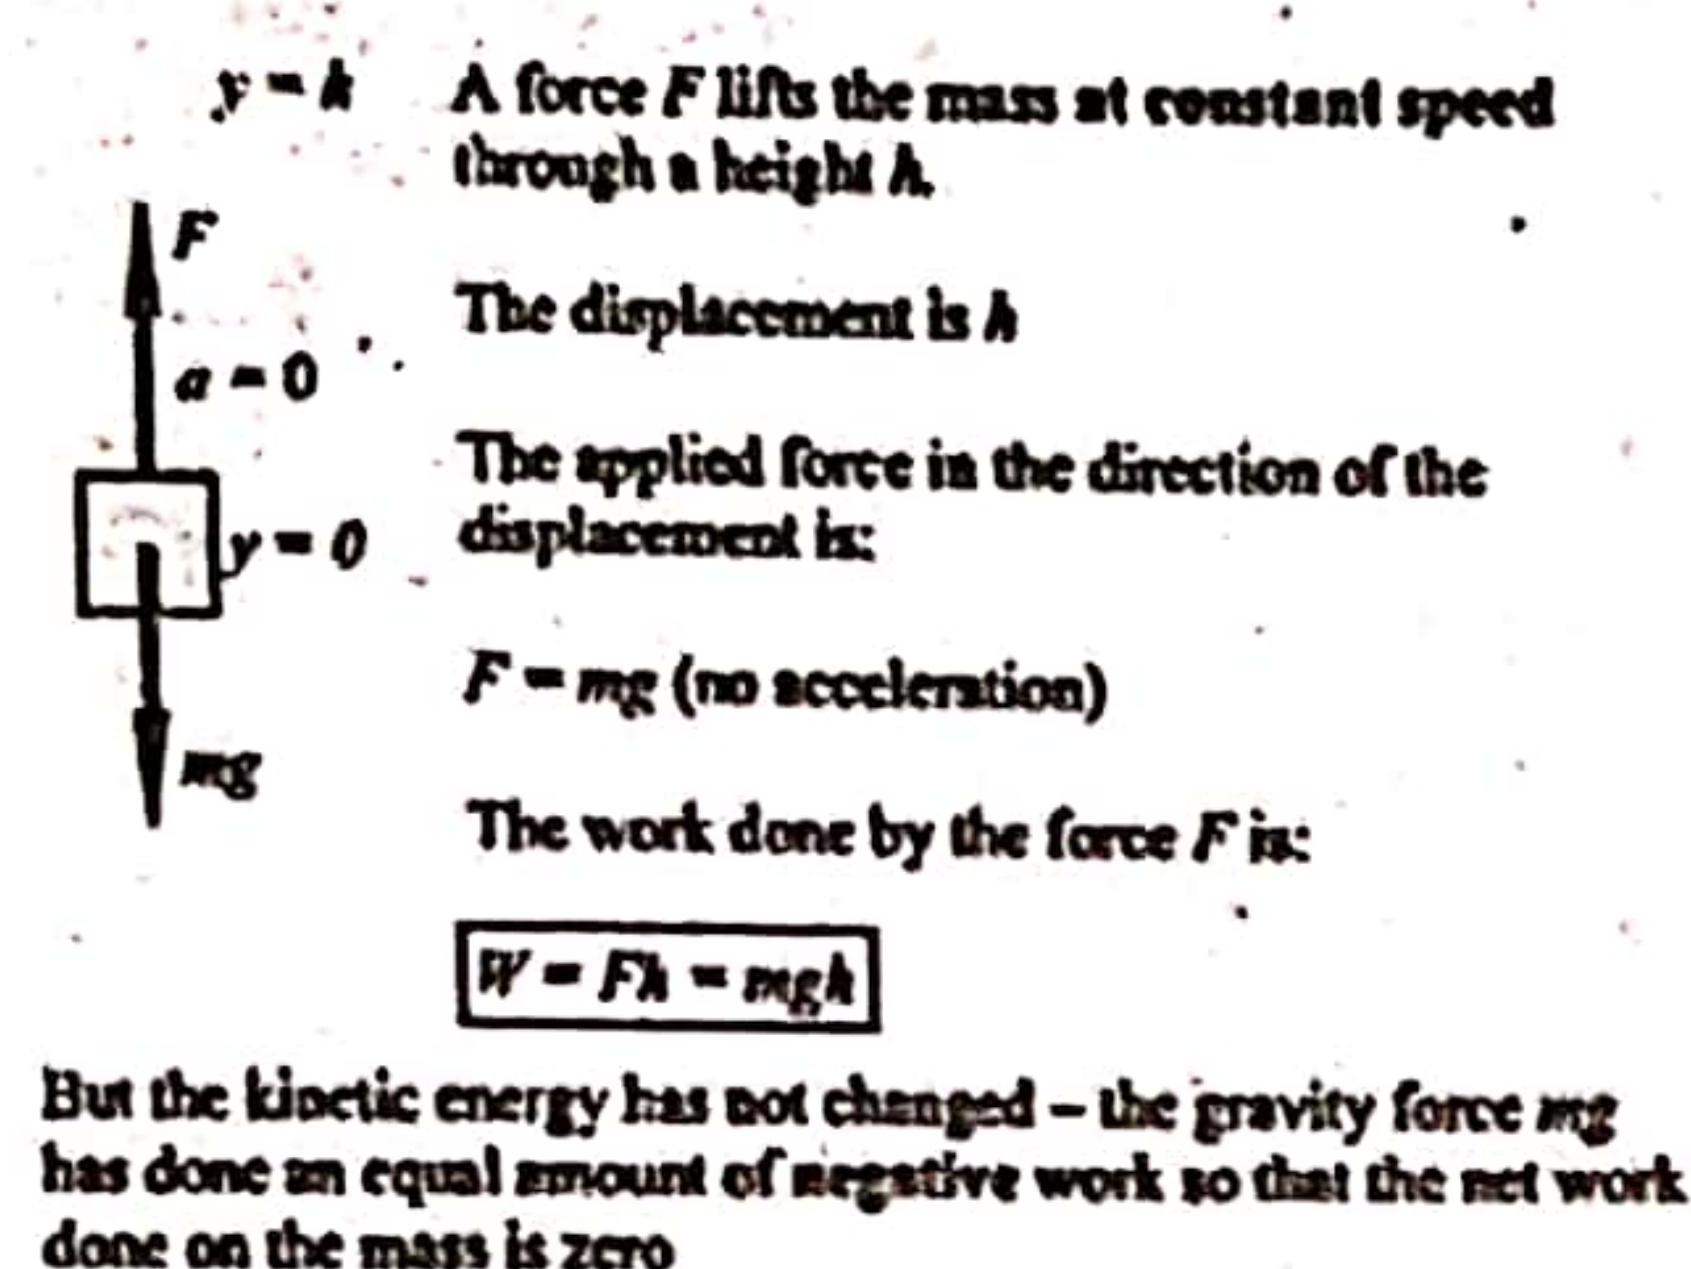 y = h
A force F lifts the mass at constant speed
through a height h.
F
The displacement is h
a = 0
The applied force in the direction of the
displacement is:
y = 0
F = mg (no acceleration)
mg
The work done by the force F is:
W = Fh = mgh
But the kinetic energy has not changed – the gravity force mg
has done an equal amount of negative work so that the net work
done on the mass is zero